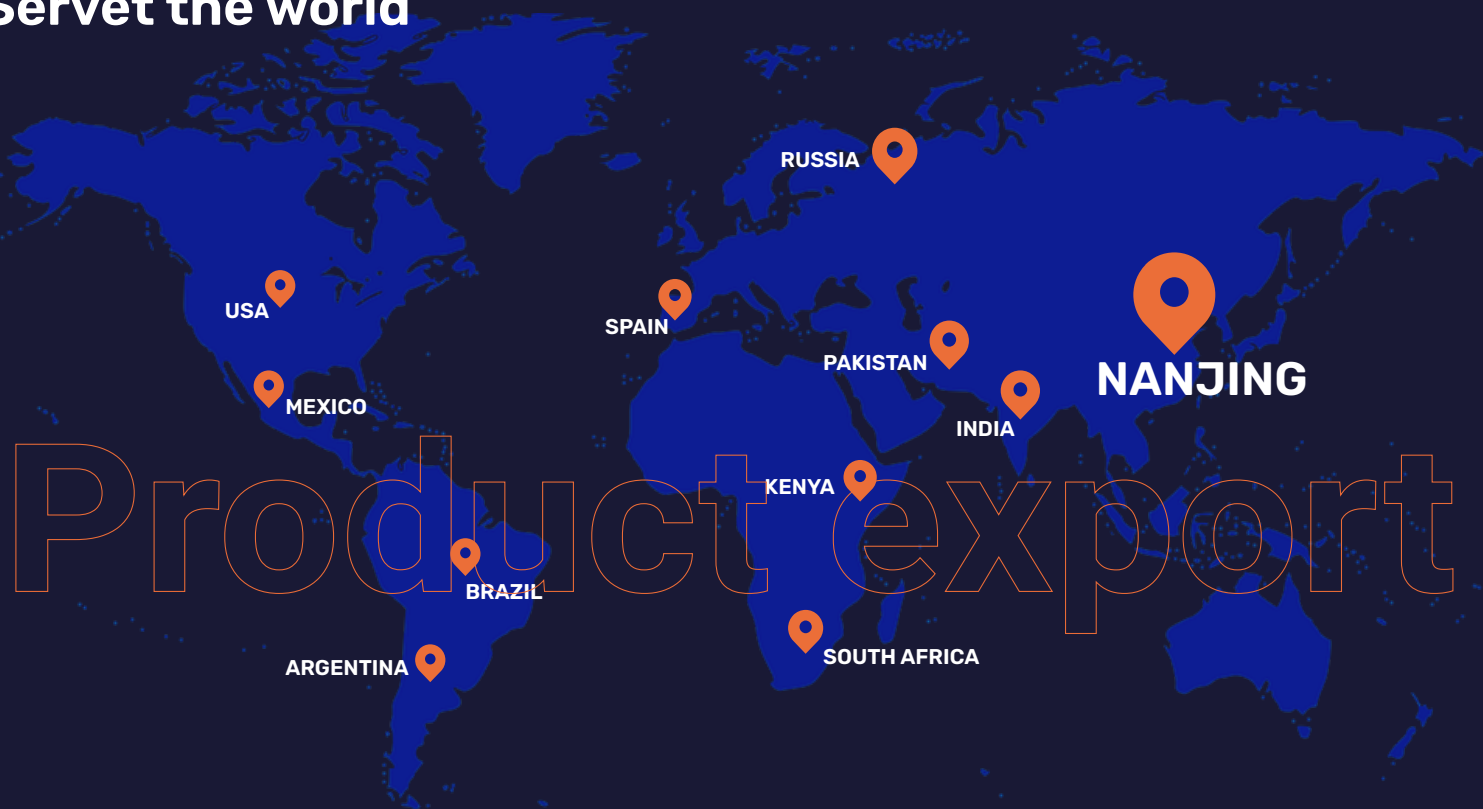 Servet the world
RUSSIA
USA
SPAIN
PAKISTAN
NANJING
MEXICO
INDIA
Product export
KENYA
BRAZIL
SOUTH AFRICA
ARGENTINA